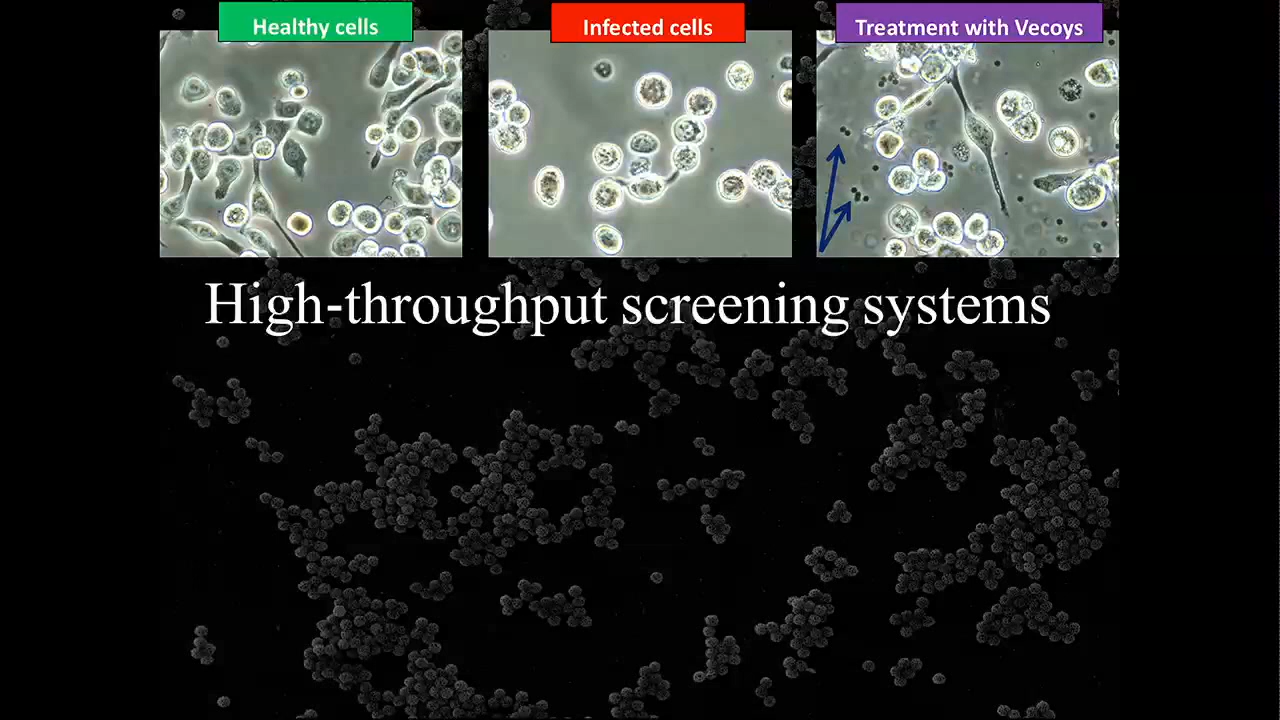 Healthy cells
Infected cells
Treatment with Vecoys
High-throughput screening systems